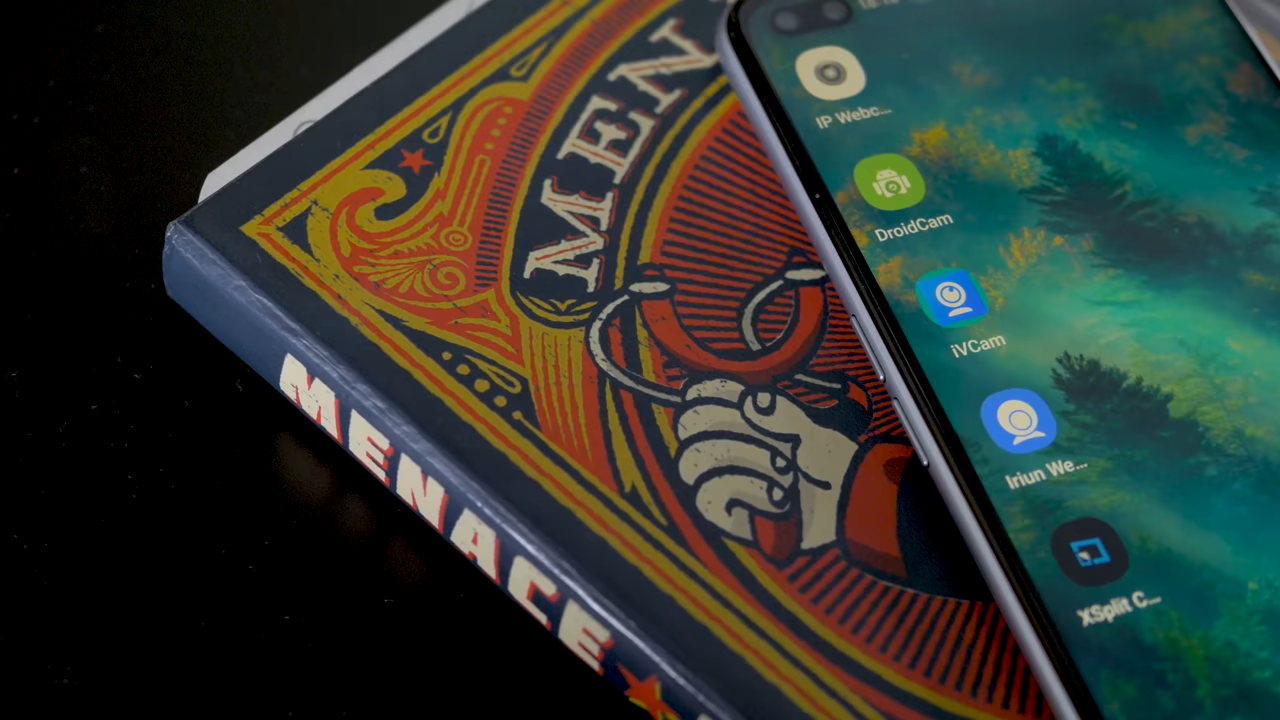 MEN
MENACE
IP Webc...
DroidCam
iVCam
Iriun We...
XSplit C...